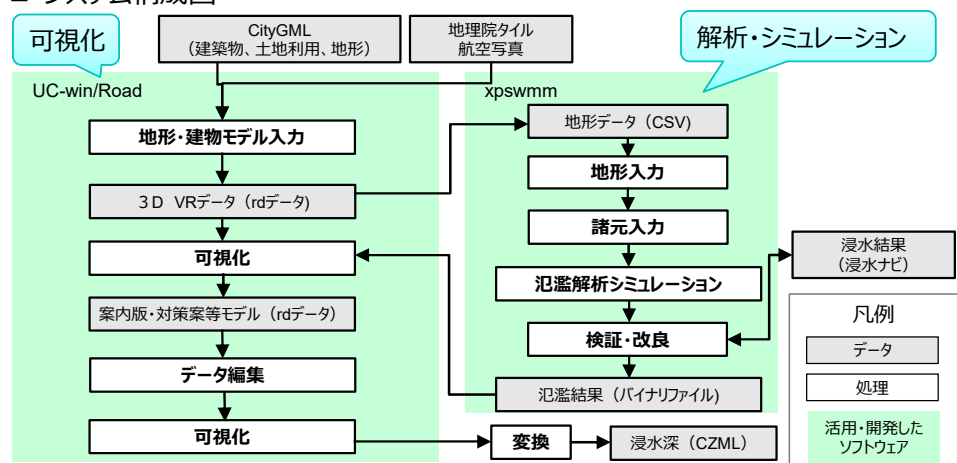 可視化
CityGML
（建築物、土地利用、地形）
地理院タイル
航空写真
解析・シミュレーション
UC-win/Road
xpswmm
地形・建物モデル入力
３D　VRデータ（rdデータ)
可視化
案内版・対策案等モデル（rdデータ）
データ編集
可視化
地形データ（CSV)
地形入力
諸元入力
氾濫解析シミュレーション
検証・改良
氾濫結果（バイナリファイル)
浸水結果
（浸水ナビ）
変換
浸水深（CZML）
凡例
データ
処理
活用・開発した
ソフトウェア